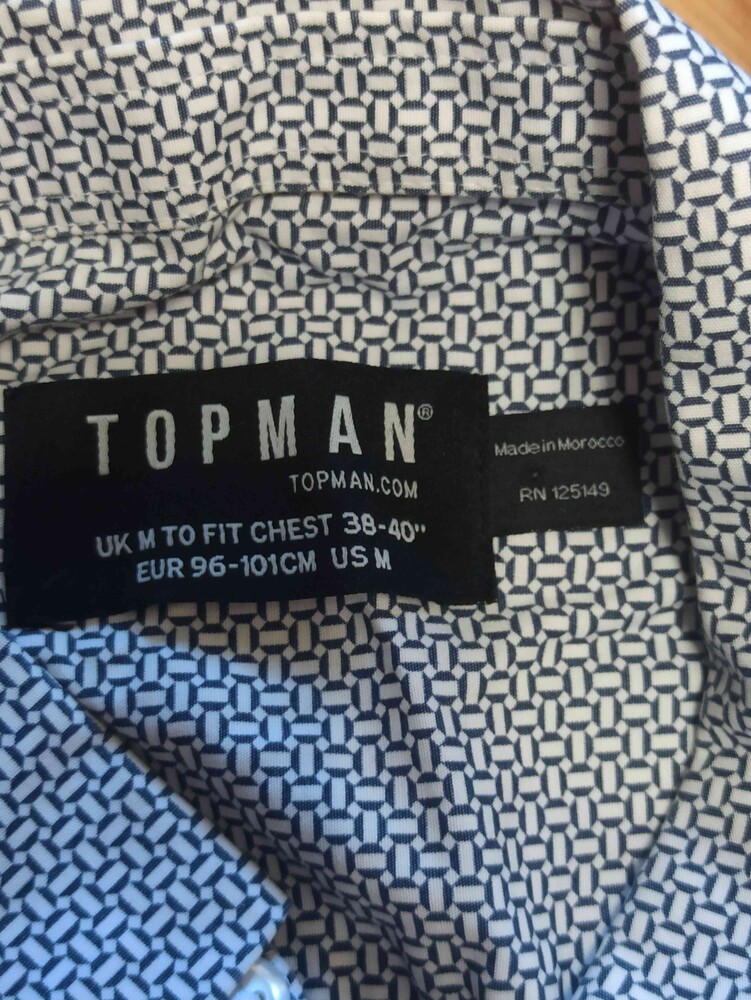 TOPMAN®
TOPMAN.COM
UK M TO FIT CHEST 38-40"
EUR 96-101CM US M
Made in Morocco
RN 125149